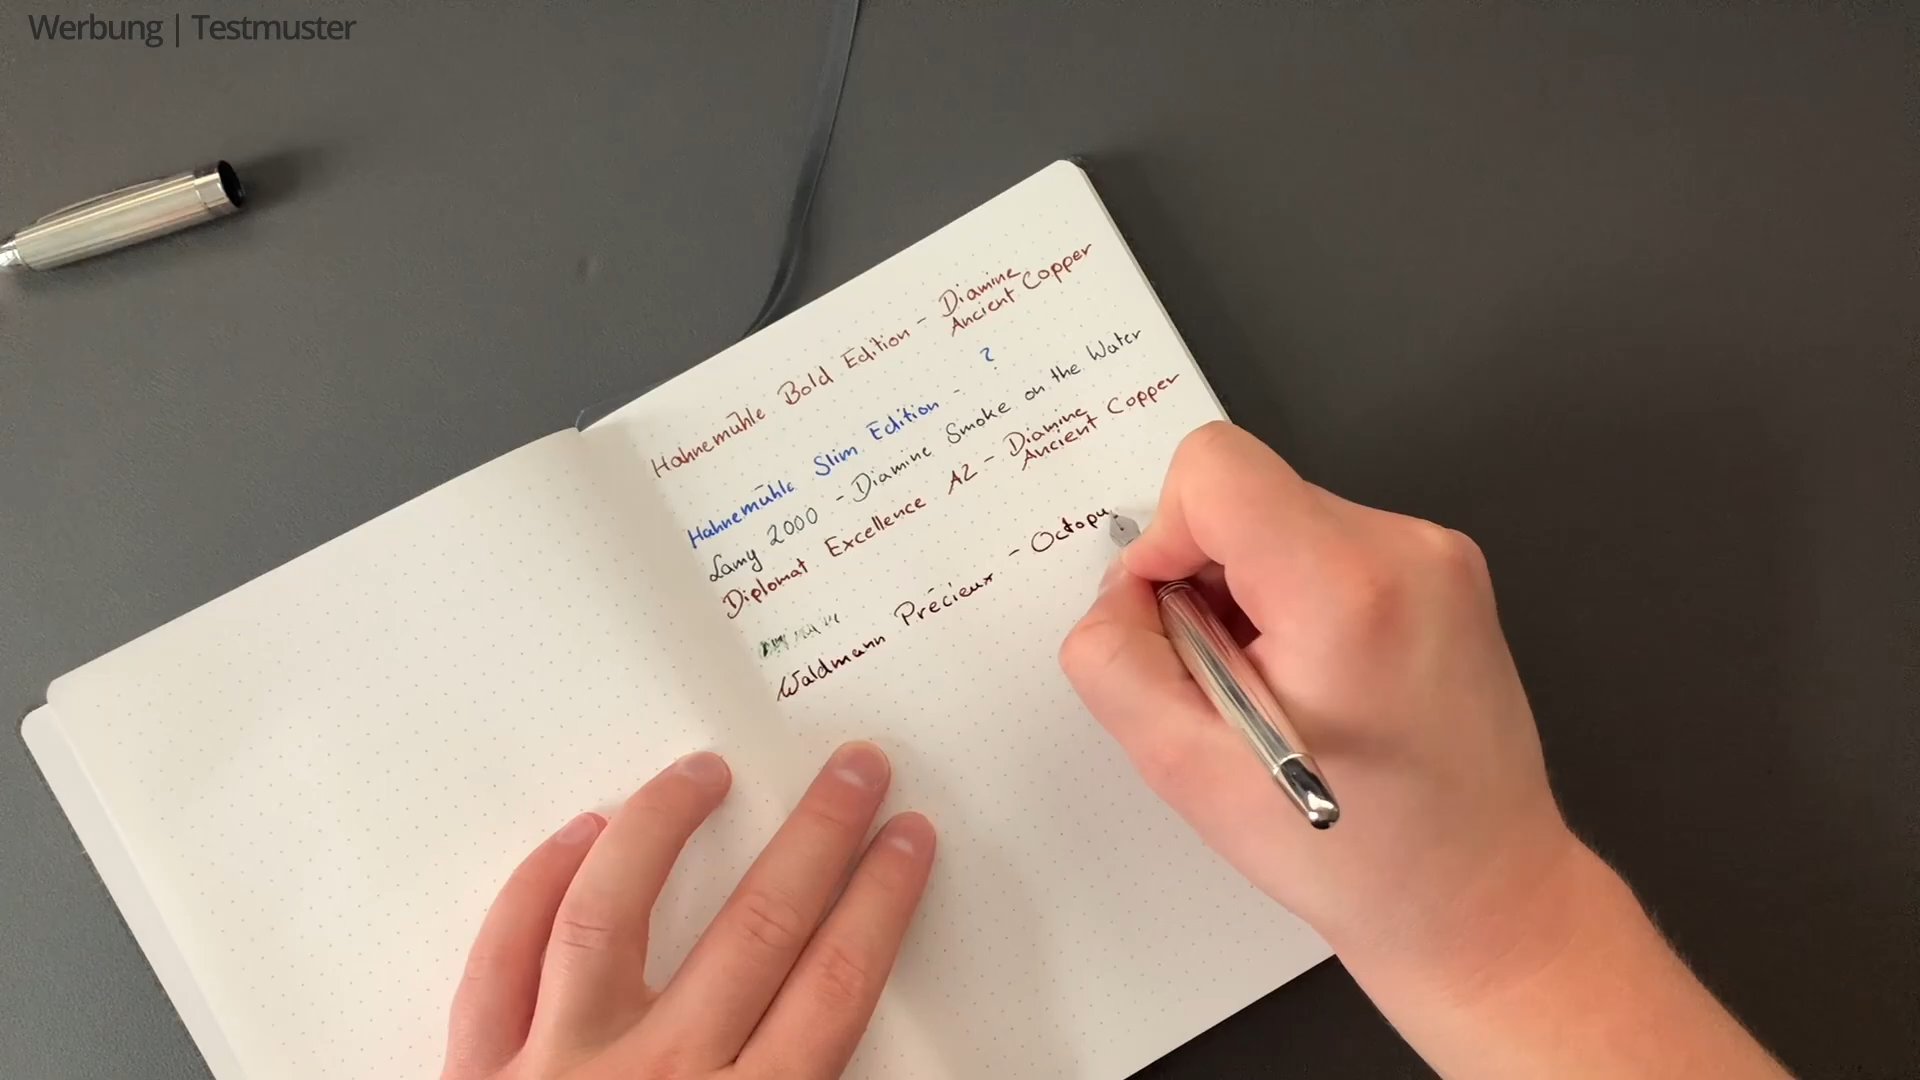 Werbung | Testmuster
Hahnemühle Bold Edition - Diamine
Ancient Copper
Hahnemühle Slim Edition - ?
Lamy 2000 - Diamine Smoke on the Water
Diplomat Excellence A2 - Diamine
Ancient Copper
Waldmann Précieux - Octopu